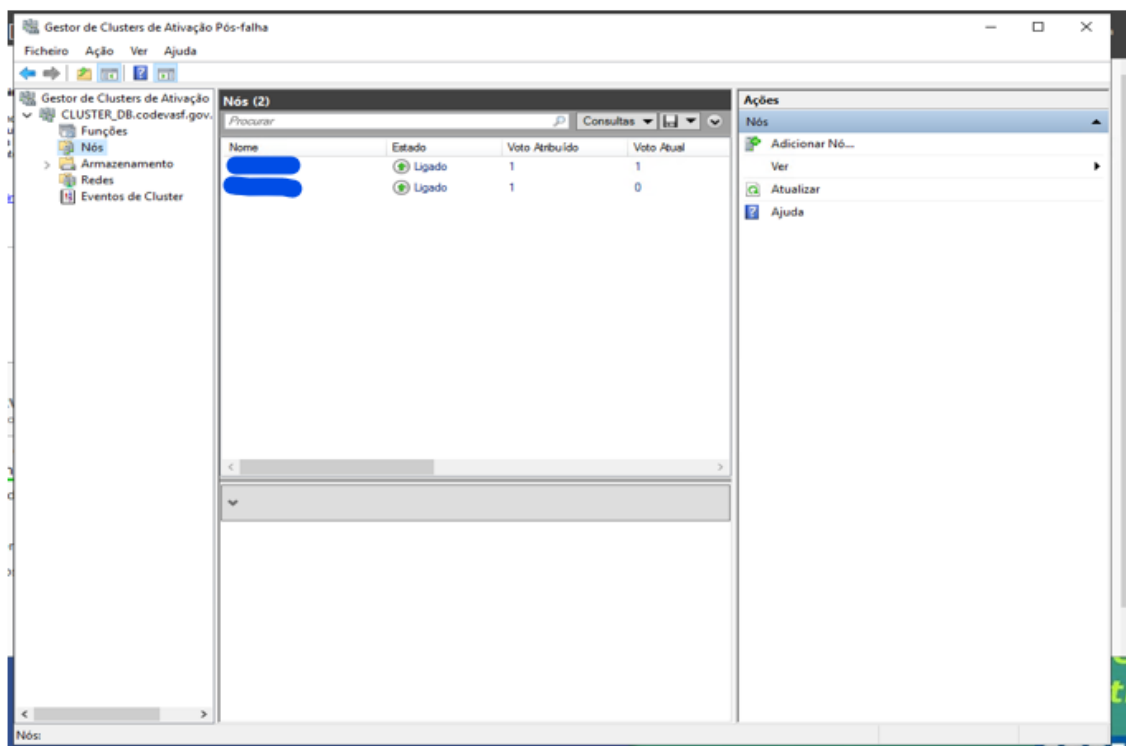 Gestor de Clusters de Ativação Pós-falha
Ficheiro Ação Ver Ajuda
Gestor de Clusters de Ativação
CLUSTER_DB.codevasf.gov.
Funções
Nós
Armazenamento
Redes
Eventos de Cluster
Nós (2)
Procurar Consultas
Nome Estado Voto Atribuído Voto Atual
Ligado 1 1
Ligado 1 0
Ações
Nós
Adicionar Nó...
Ver
Atualizar
Ajuda
Nós: